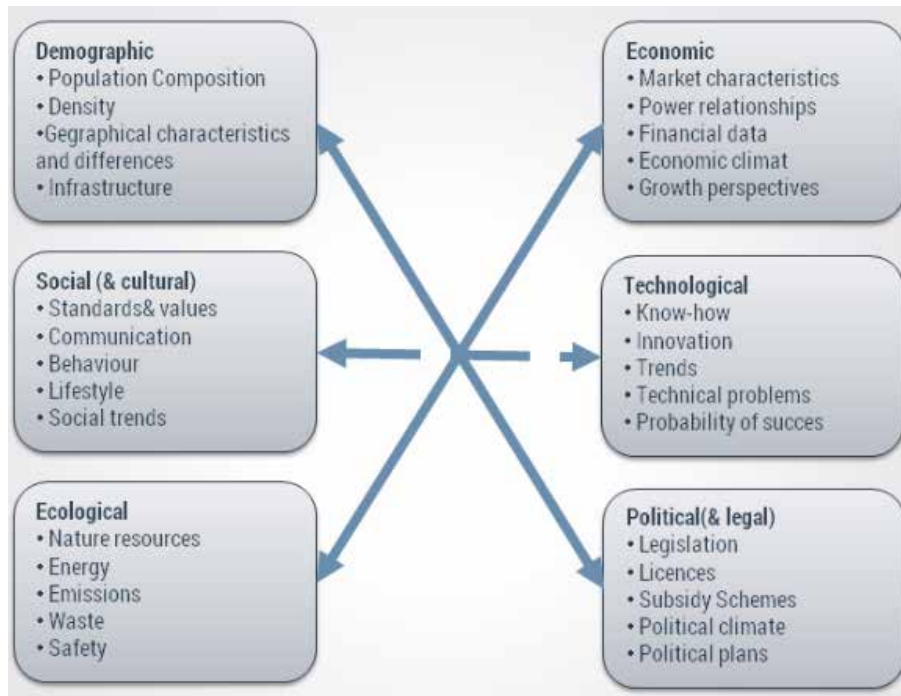 Demographic
• Population Composition
• Density
•Gegraphical characteristics
and differences
• Infrastructure
Economic
• Market characteristics
• Power relationships
• Financial data
• Economic climat
• Growth perspectives
Social (& cultural)
• Standards& values
• Communication
• Behaviour
• Lifestyle
• Social trends
Technological
• Know-how
• Innovation
• Trends
• Technical problems
• Probability of succes
Ecological
• Nature resources
• Energy
• Emissions
• Waste
• Safety
Political(& legal)
• Legislation
• Licences
• Subsidy Schemes
• Political climate
• Political plans